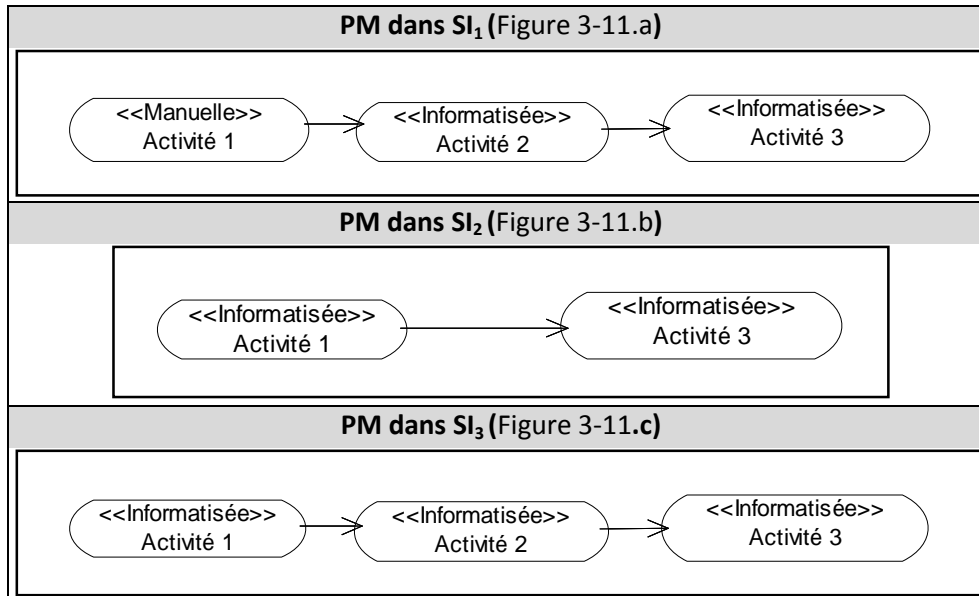 PM dans SI₁ (Figure 3-11.a)
<<Manuelle>> <<Informatisée>> <<Informatisée>>
Activité 1 Activité 2 Activité 3
PM dans SI₂ (Figure 3-11.b)
<<Informatisée>> <<Informatisée>>
Activité 1 Activité 3
PM dans SI₃ (Figure 3-11.c)
<<Informatisée>> <<Informatisée>> <<Informatisée>>
Activité 1 Activité 2 Activité 3